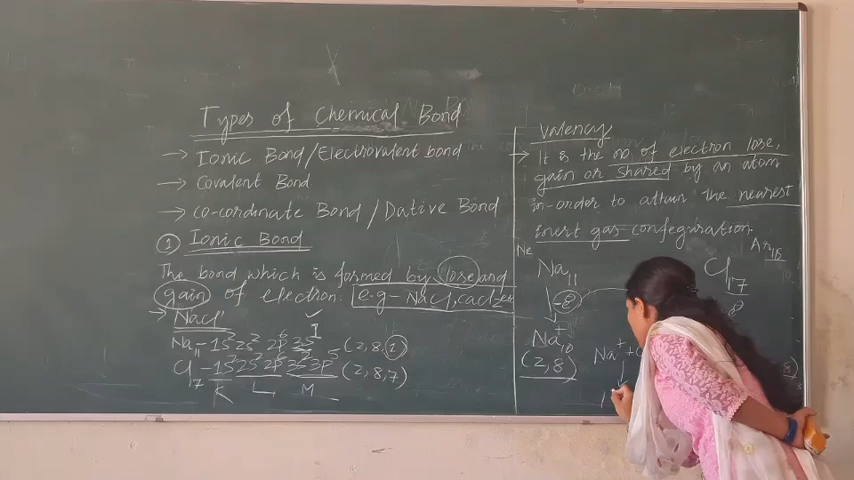 Types of Chemical Bond
→ Ionic Bond/Electrovalent bond
→ Covalent Bond
→ Co-cordinate Bond / Dative Bond
① Ionic Bond
The bond which is formed by lose and
gain of electron. e.g - NaCl, CaCl2 etc
→ NaCl
Na11 - 1S² 2S² 2P⁶ 3S¹ (2, 8, 1)
Cl17 - 1S² 2S² 2P⁶ 3S² 3P⁵ (2, 8, 7)
K L M
Valency
→ It is the no of electron lose,
gain or shared by an atom
in-order to attain the nearest
inert gas confeguration.
Ne
Na11
Cl17
Ar18
8
Na⁺10
(2, 8)
Na⁺ +